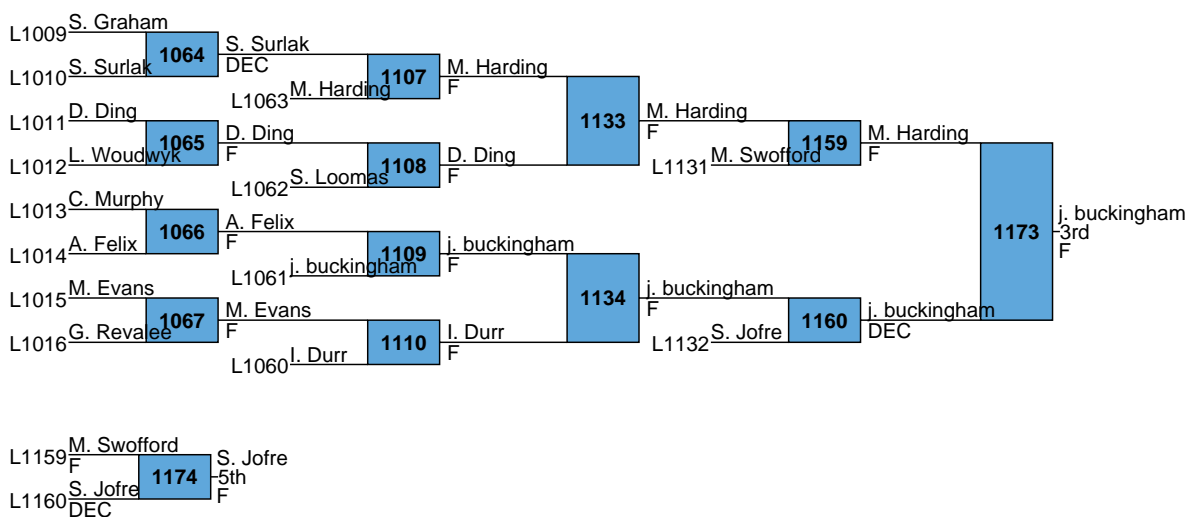 S. Graham
L1009
1064
S. Surlak
DEC
S. Surlak
L1010
1107
M. Harding
F
L1063
M. Harding
D. Ding
L1011
1065
D. Ding
F
L. Woudwyk
L1012
1108
D. Ding
F
L1062
S. Loomas
1133
M. Harding
F
1159
M. Harding
F
L1131
M. Swofford
C. Murphy
L1013
1066
A. Felix
F
A. Felix
L1014
1109
j. buckingham
F
L1061
j. buckingham
M. Evans
L1015
1067
M. Evans
F
G. Revalee
L1016
1110
I. Durr
F
L1060
I. Durr
1134
j. buckingham
F
1160
j. buckingham
DEC
L1132
S. Jofre
1173
j. buckingham
3rd
F
M. Swofford
L1159
F
1174
S. Jofre
5th
F
S. Jofre
L1160
DEC